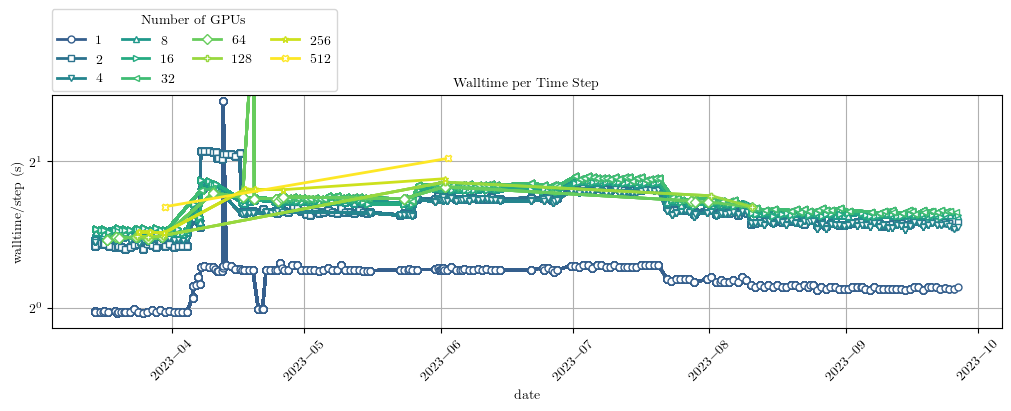 Number of GPUs
1 8 64 256
2 16 128 512
4 32
Walltime per Time Step
walltime/step (s)
2^1
2^0
2023-04 2023-05 2023-06 2023-07 2023-08 2023-09 2023-10
date